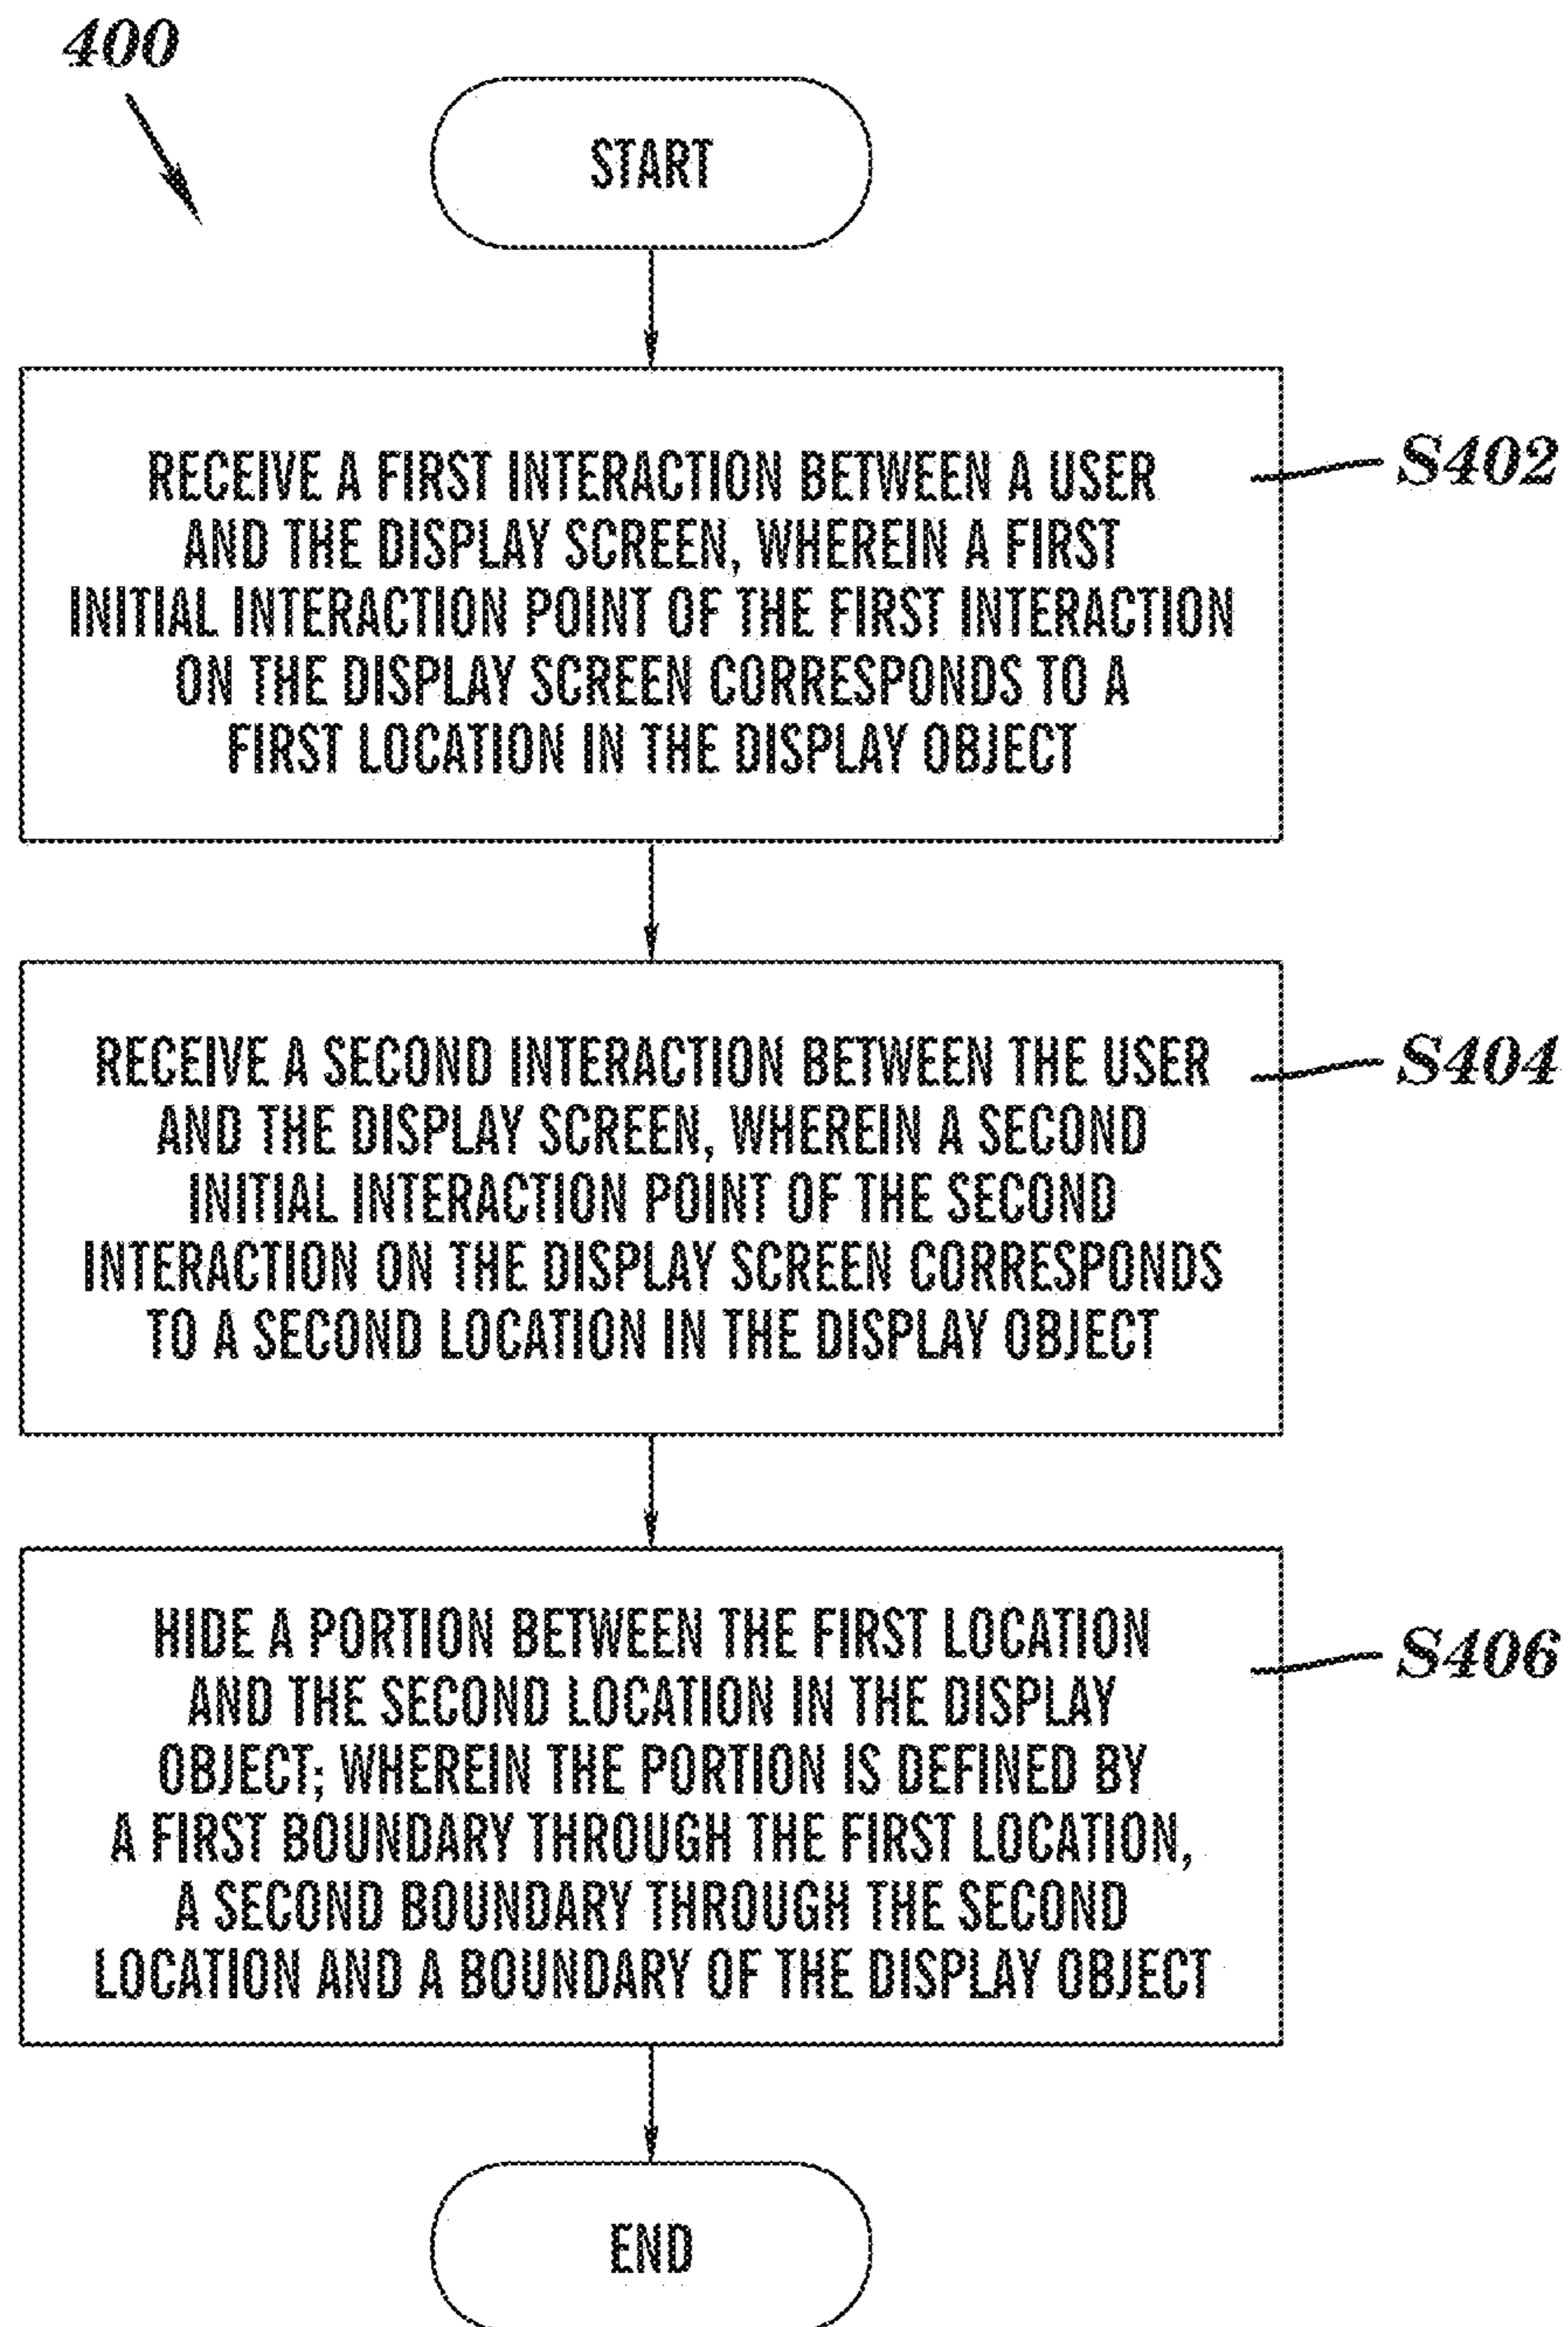 400
START
RECEIVE A FIRST INTERACTION BETWEEN A USER
AND THE DISPLAY SCREEN, WHEREIN A FIRST
INITIAL INTERACTION POINT OF THE FIRST INTERACTION
ON THE DISPLAY SCREEN CORRESPONDS TO A
FIRST LOCATION IN THE DISPLAY OBJECT
S402
RECEIVE A SECOND INTERACTION BETWEEN THE USER
AND THE DISPLAY SCREEN, WHEREIN A SECOND
INITIAL INTERACTION POINT OF THE SECOND
INTERACTION ON THE DISPLAY SCREEN CORRESPONDS
TO A SECOND LOCATION IN THE DISPLAY OBJECT
S404
HIDE A PORTION BETWEEN THE FIRST LOCATION
AND THE SECOND LOCATION IN THE DISPLAY
OBJECT; WHEREIN THE PORTION IS DEFINED BY
A FIRST BOUNDARY THROUGH THE FIRST LOCATION,
A SECOND BOUNDARY THROUGH THE SECOND
LOCATION AND A BOUNDARY OF THE DISPLAY OBJECT
S406
END